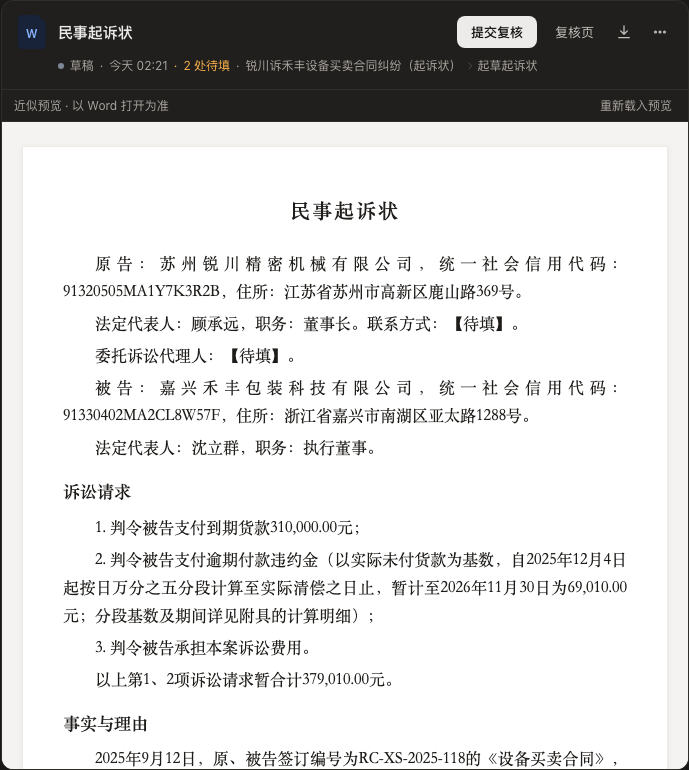 W
民事起诉状
提交复核
复核页
草稿 · 今天 02:21 · 2 处待填 · 锐川诉禾丰设备买卖合同纠纷（起诉状） › 起草起诉状
近似预览 · 以 Word 打开为准
重新载入预览
民事起诉状
原告：苏州锐川精密机械有限公司，统一社会信用代码：
91320505MA1Y7K3R2B，住所：江苏省苏州市高新区鹿山路369号。
法定代表人：顾承远，职务：董事长。联系方式：【待填】。
委托诉讼代理人：【待填】。
被告：嘉兴禾丰包装科技有限公司，统一社会信用代码：
91330402MA2CL8W57F，住所：浙江省嘉兴市南湖区亚太路1288号。
法定代表人：沈立群，职务：执行董事。
诉讼请求
1. 判令被告支付到期货款310,000.00元；
2. 判令被告支付逾期付款违约金（以实际未付货款为基数，自2025年12月4日
起按日万分之五分段计算至实际清偿之日止，暂计至2026年11月30日为69,010.00
元；分段基数及期间详见附具的计算明细）；
3. 判令被告承担本案诉讼费用。
以上第1、2项诉讼请求暂合计379,010.00元。
事实与理由
2025年9月12日，原、被告签订编号为RC-XS-2025-118的《设备买卖合同》，